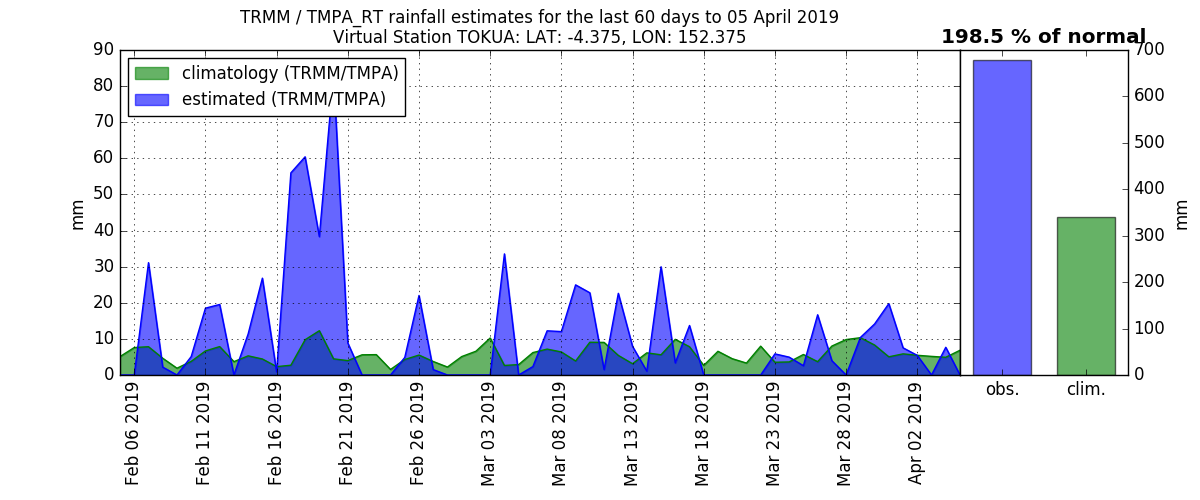 TRMM / TMPA_RT rainfall estimates for the last 60 days to 05 April 2019
Virtual Station TOKUA: LAT: -4.375, LON: 152.375
198.5 % of normal
climatology (TRMM/TMPA)
estimated (TRMM/TMPA)
mm
90
80
70
60
50
40
30
20
10
0
Feb 06 2019
Feb 11 2019
Feb 16 2019
Feb 21 2019
Feb 26 2019
Mar 03 2019
Mar 08 2019
Mar 13 2019
Mar 18 2019
Mar 23 2019
Mar 28 2019
Apr 02 2019
obs.
clim.
700
600
500
400
300
200
100
0
mm